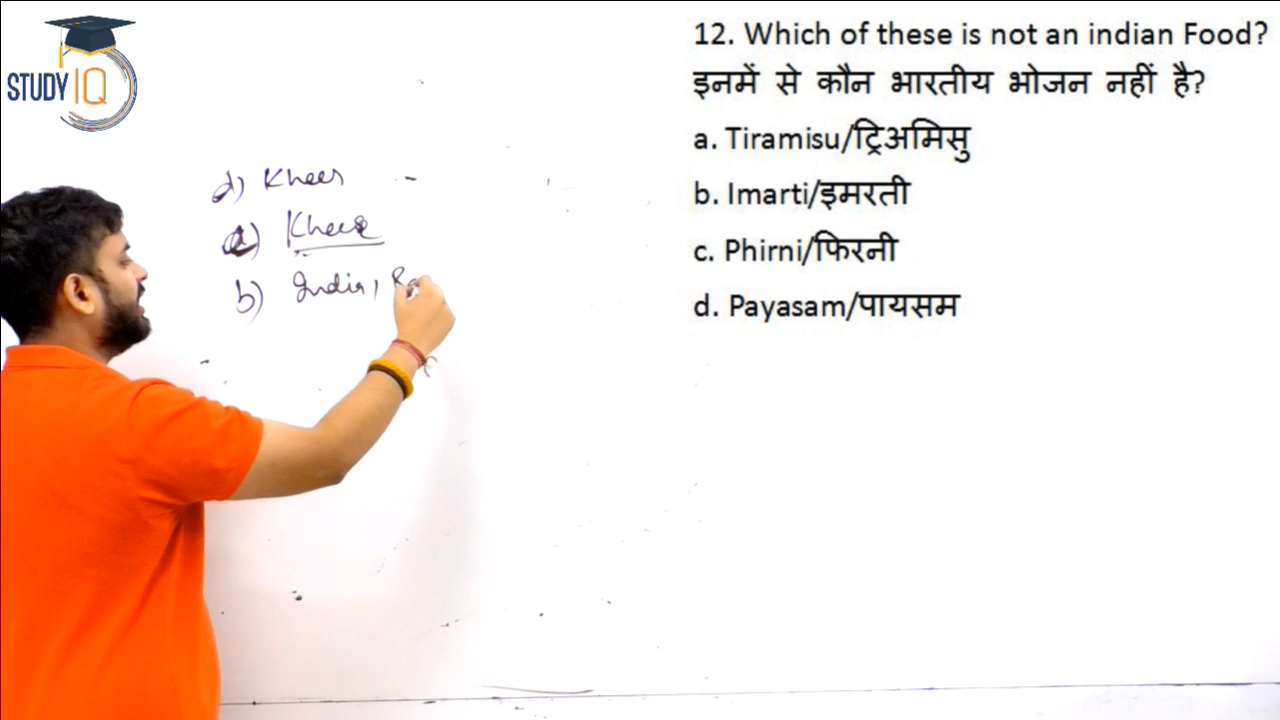 STUDY IQ
12. Which of these is not an indian Food?
इनमें से कौन भारतीय भोजन नहीं है?
a. Tiramisu/ट्रिअमिसु
b. Imarti/इमरती
c. Phirni/फिरनी
d. Payasam/पायसम
d) Kheer
Kheer
b) India,